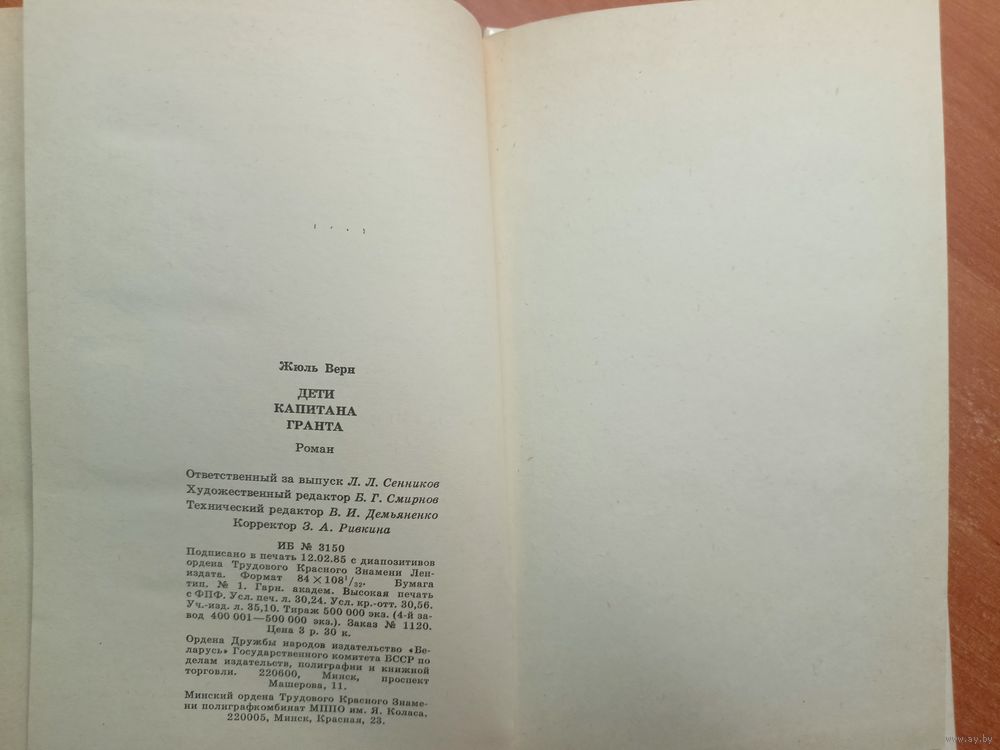 Жюль Верн
ДЕТИ
КАПИТАНА
ГРАНТА
Роман
Ответственный за выпуск Л. Л. Сенников
Художественный редактор Б. Г. Смирнов
Технический редактор В. И. Демьяненко
Корректор З. А. Ривкина
ИБ № 3150
Подписано в печать 12.02.85 с диапозитивов
ордена Трудового Красного Знамени Лен-
издата. Формат 84×108¹/₃₂. Бумага
тип. № 1. Гарн. академ. Высокая печать
с ФПФ. Усл. печ. л. 30,24. Усл. кр.-отт. 30,56.
Уч.-изд. л. 35,10. Тираж 500 000 экз. (4-й за-
вод 400 001—500 000 экз.). Заказ № 1120.
Цена 3 р. 30 к.
Ордена Дружбы народов издательство «Бе-
ларусь» Государственного комитета БССР по
делам издательств, полиграфии и книжной
торговли. 220600, Минск, проспект
Машерова, 11.
Минский ордена Трудового Красного Знаме-
ни полиграфкомбинат МППО им. Я. Коласа.
220005, Минск, Красная, 23.
www.ay.by